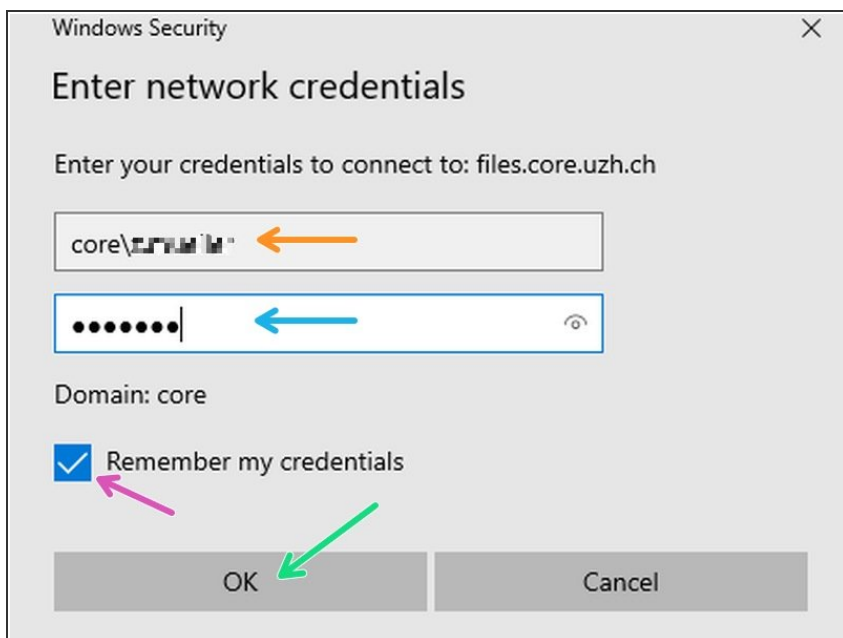 Windows Security
Enter network credentials
Enter your credentials to connect to: files.core.uzh.ch
core\
●●●●●●●
Domain: core
Remember my credentials
OK
Cancel